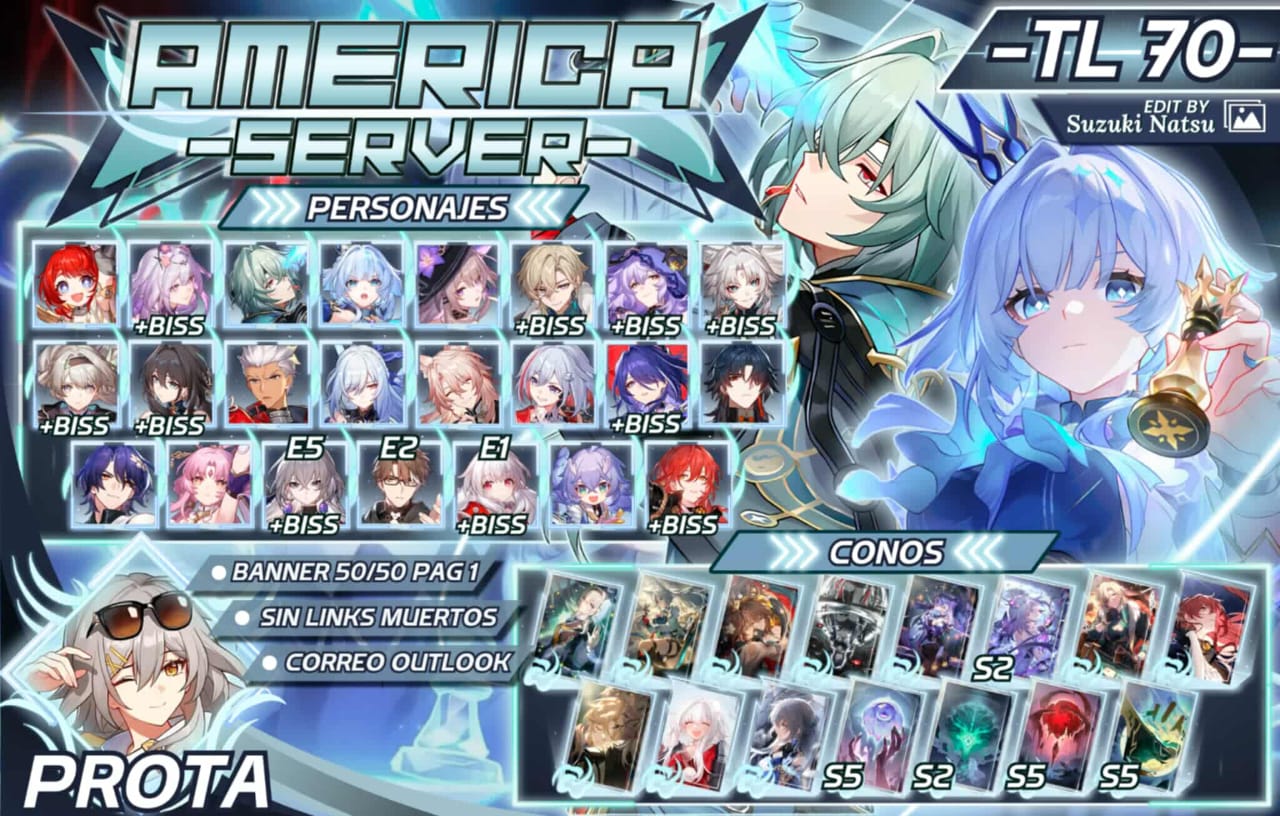 AMERICA
-SERVER-
-TL 70-
EDIT BY
Suzuki Natsu
PERSONAJES
+BISS
+BISS
+BISS
+BISS
+BISS
+BISS
+BISS
E5
E2
E1
+BISS
+BISS
+BISS
CONOS
BANNER 50/50 PAG 1
SIN LINKS MUERTOS
CORREO OUTLOOK
S2
S5
S2
S5
S5
PROTA